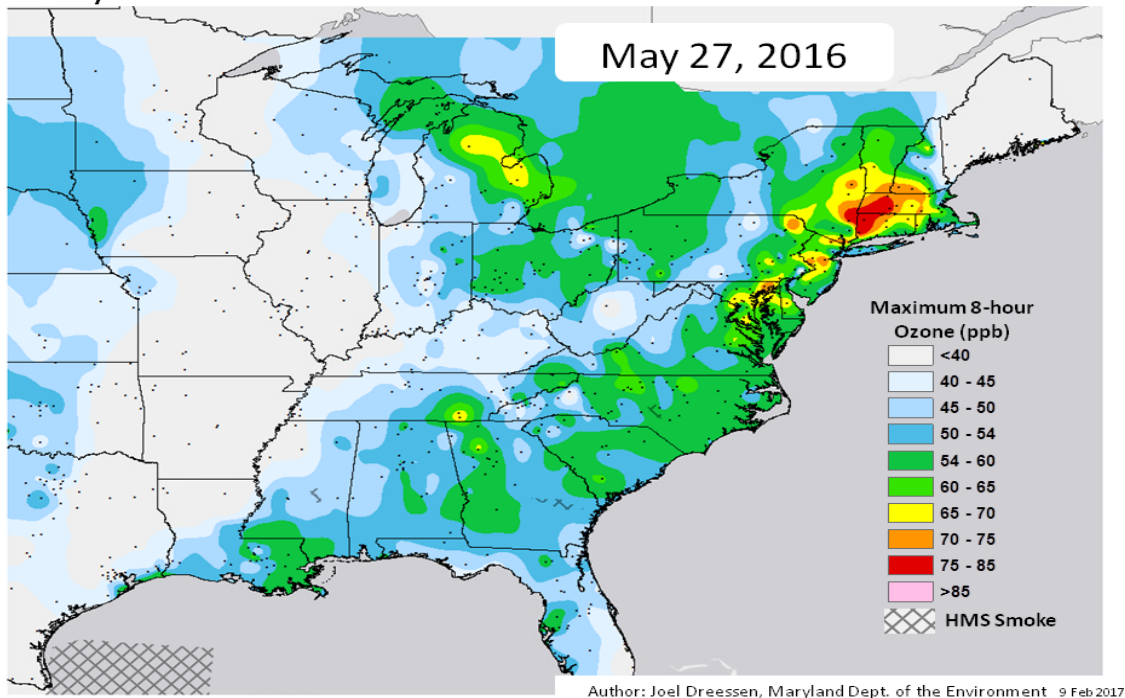 May 27, 2016
Maximum 8-hour
Ozone (ppb)
<40
40 - 45
45 - 50
50 - 54
54 - 60
60 - 65
65 - 70
70 - 75
75 - 85
>85
HMS Smoke
Author: Joel Dreessen, Maryland Dept. of the Environment 9 Feb 2017